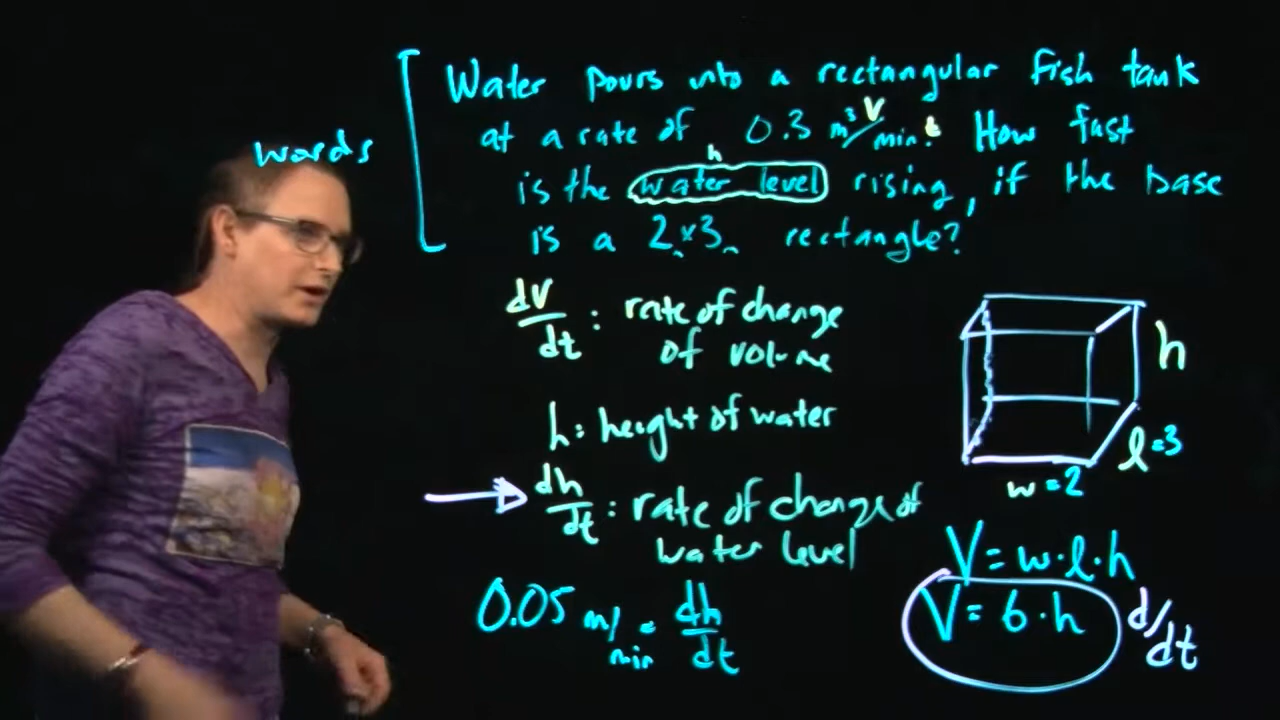 words
Water pours into a rectangular fish tank
at a rate of 0.3 m³/min. How fast
V
t
h
is the water level rising, if the base
is a 2x3 rectangle?
dV/dt : rate of change
of volume
h: height of water
dh/dt : rate of change of
water level
0.05 m/min = dh/dt
h
l=3
w=2
V=w·l·h
V=6·h d/dt